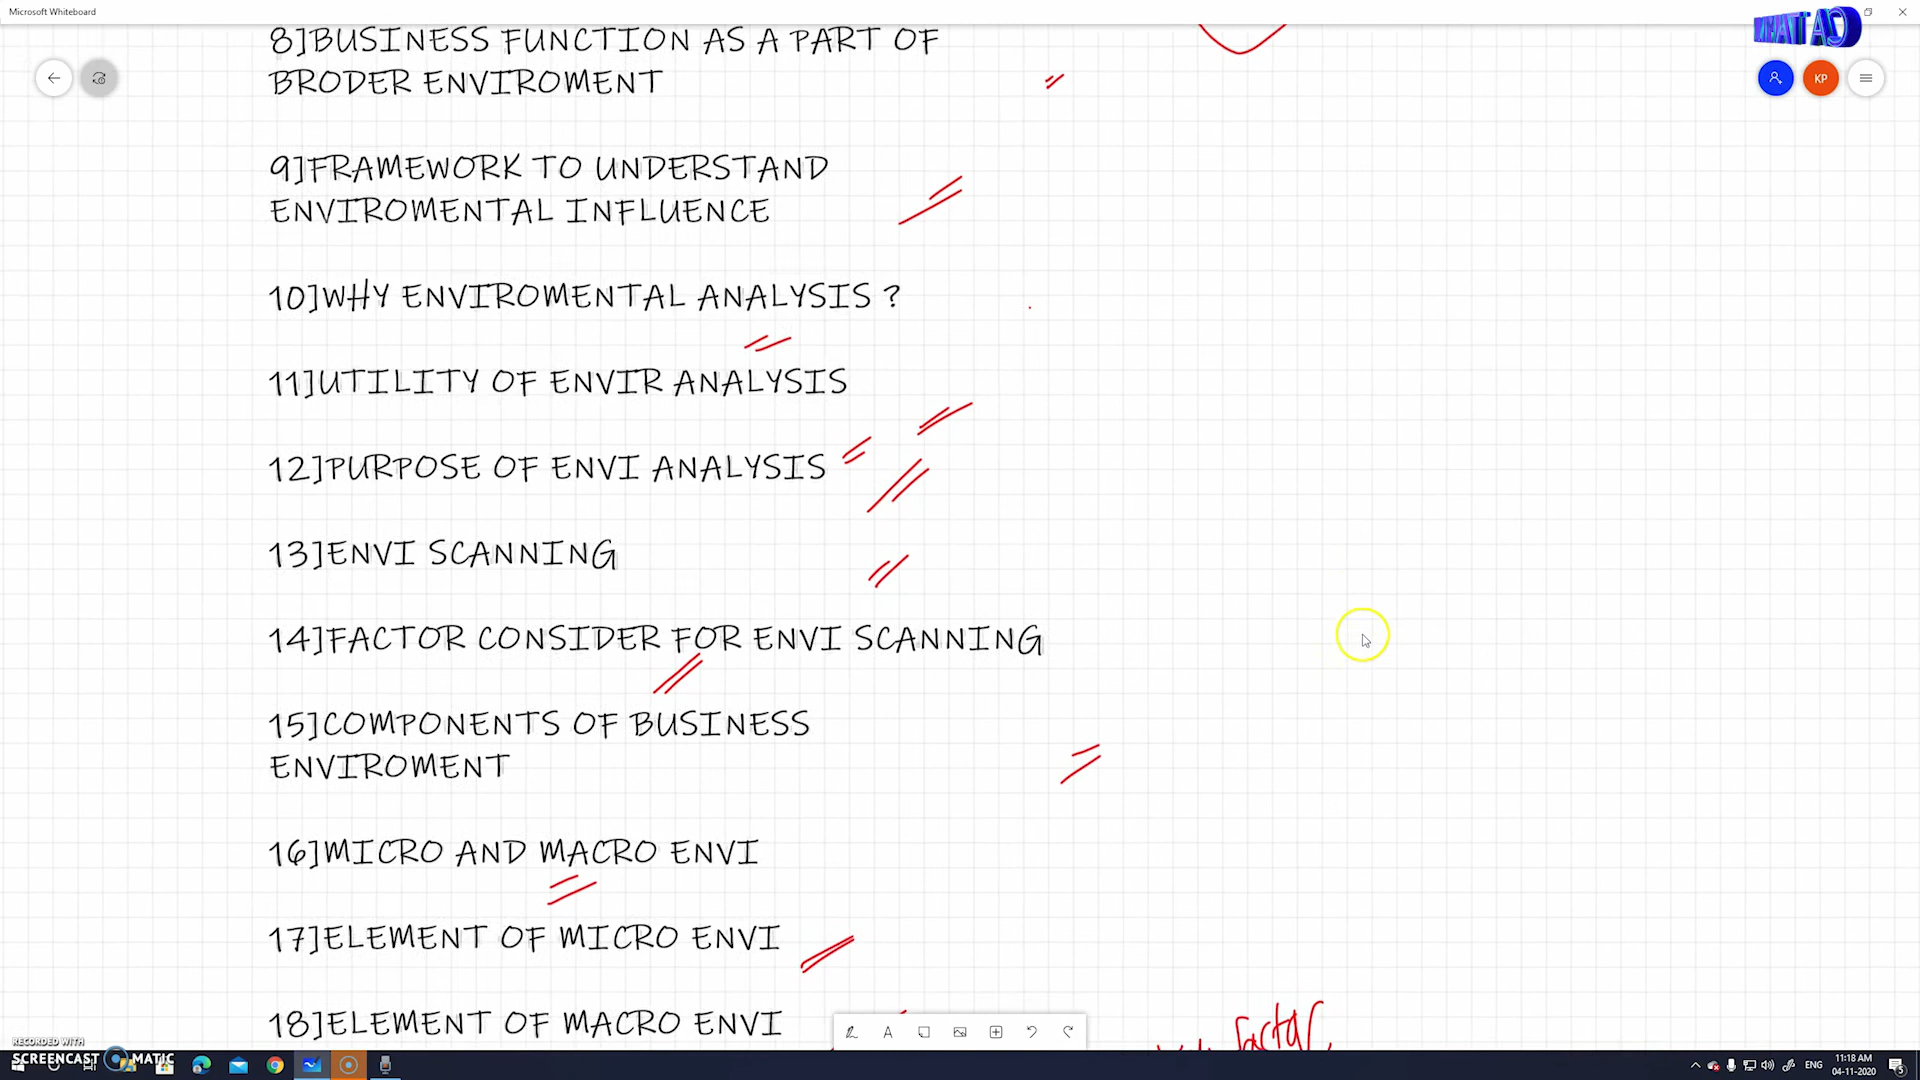 Microsoft Whiteboard
8]BUSINESS FUNCTION AS A PART OF
BRODER ENVIROMENT
KP
9]FRAMEWORK TO UNDERSTAND
ENVIROMENTAL INFLUENCE
10]WHY ENVIROMENTAL ANALYSIS ?
11]UTILITY OF ENVIR ANALYSIS
12]PURPOSE OF ENVI ANALYSIS
13]ENVI SCANNING
14]FACTOR CONSIDER FOR ENVI SCANNING
15]COMPONENTS OF BUSINESS
ENVIROMENT
16]MICRO AND MACRO ENVI
17]ELEMENT OF MICRO ENVI
18]ELEMENT OF MACRO ENVI
factor
A
RECORDED WITH
SCREENCAST MATIC
ENG
11:18 AM
04-11-2020
5